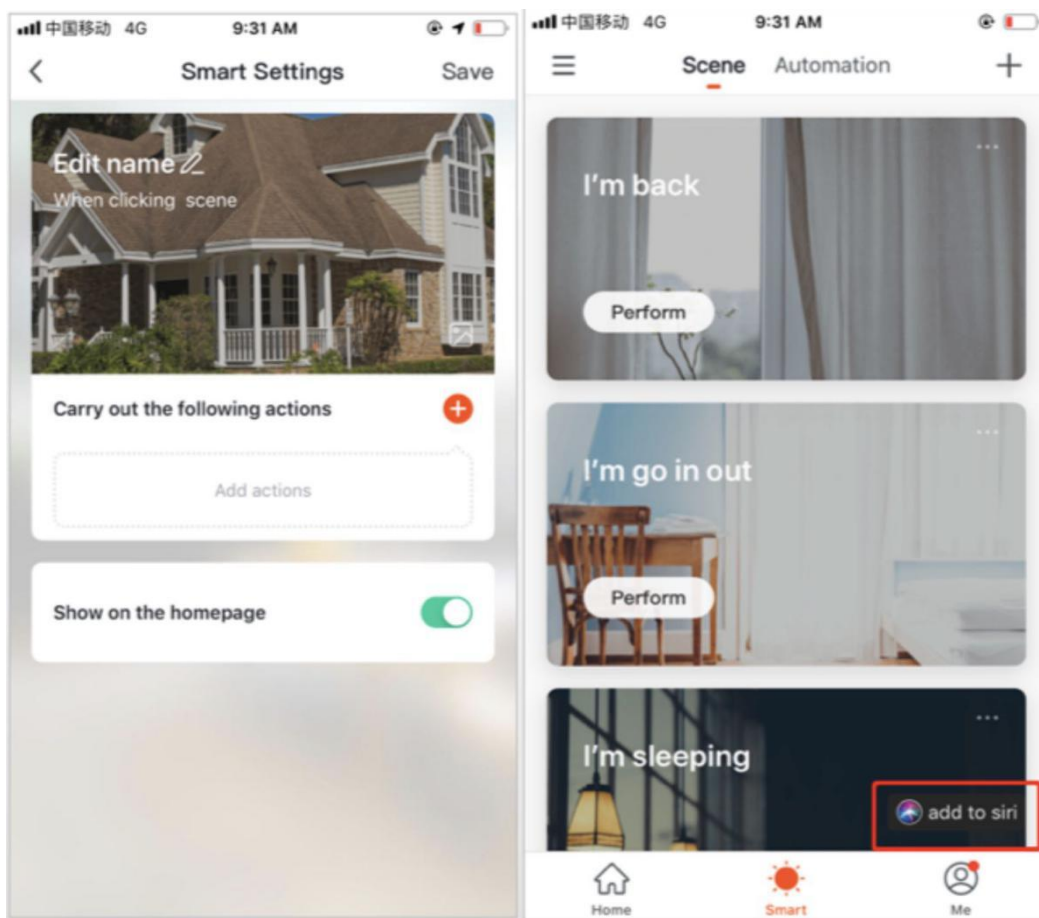 中国移动 4G 9:31 AM
Smart Settings Save
Edit name
When clicking scene
Carry out the following actions
Add actions
Show on the homepage
中国移动 4G 9:31 AM
Scene Automation
I'm back
Perform
I'm go in out
Perform
I'm sleeping
add to siri
Home Smart Me